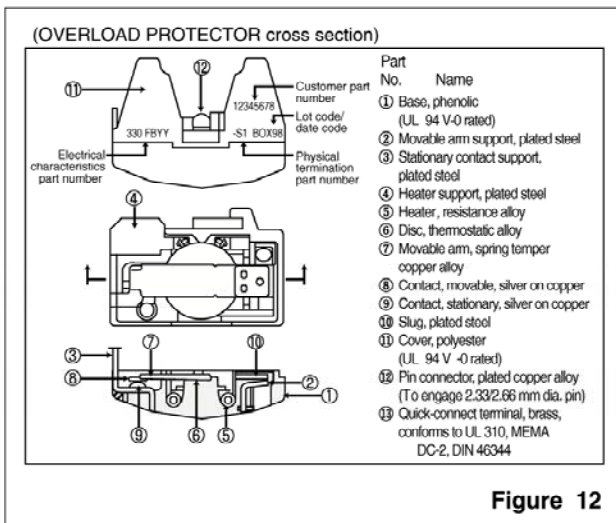 (OVERLOAD PROTECTOR cross section)
⑫
⑪
Customer part
number
12345678
Lot code/
date code
330 FBYY
-S1 BOX98
Electrical
characteristics
part number
Physical
termination
part number
④
③
⑦
⑩
⑧
②
①
⑨
⑥
⑤
Part
No. Name
① Base, phenolic
(UL 94 V-0 rated)
② Movable arm support, plated steel
③ Stationary contact support,
plated steel
④ Heater support, plated steel
⑤ Heater, resistance alloy
⑥ Disc, thermostatic alloy
⑦ Movable arm, spring temper
copper alloy
⑧ Contact, movable, silver on copper
⑨ Contact, stationary, silver on copper
⑩ Slug, plated steel
⑪ Cover, polyester
(UL 94 V -0 rated)
⑫ Pin connector, plated copper alloy
(To engage 2.33/2.66 mm dia. pin)
⑬ Quick-connect terminal, brass,
conforms to UL 310, MEMA
DC-2, DIN 46344
Figure 12